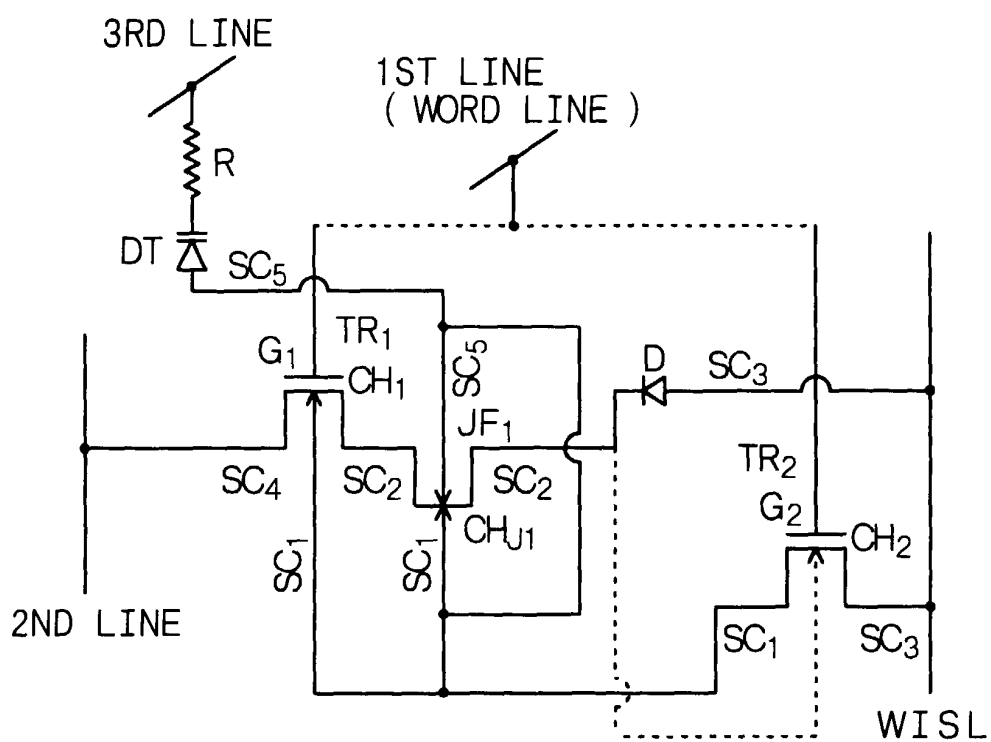 3RD LINE
1ST LINE
( WORD LINE )
R
DT
SC5
TR1
G1
CH1
SC5
D
SC3
JF1
SC4
SC2
SC2
TR2
G2
CH2
CHJ1
SC1
SC1
2ND LINE
SC1
SC3
WISL